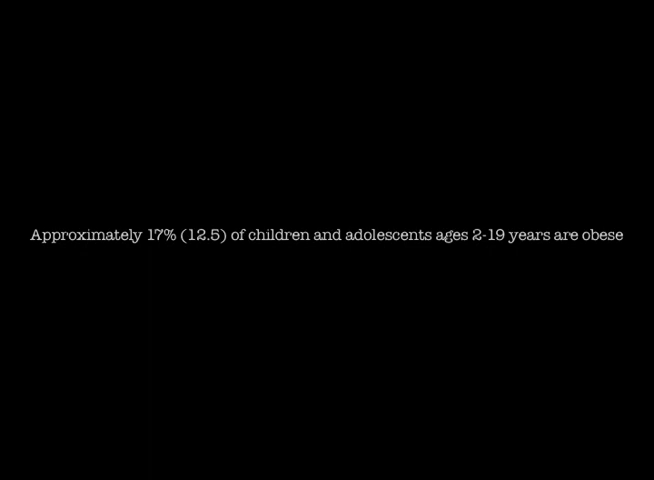 Approximately 17% (12.5) of children and adolescents ages 2-19 years are obese